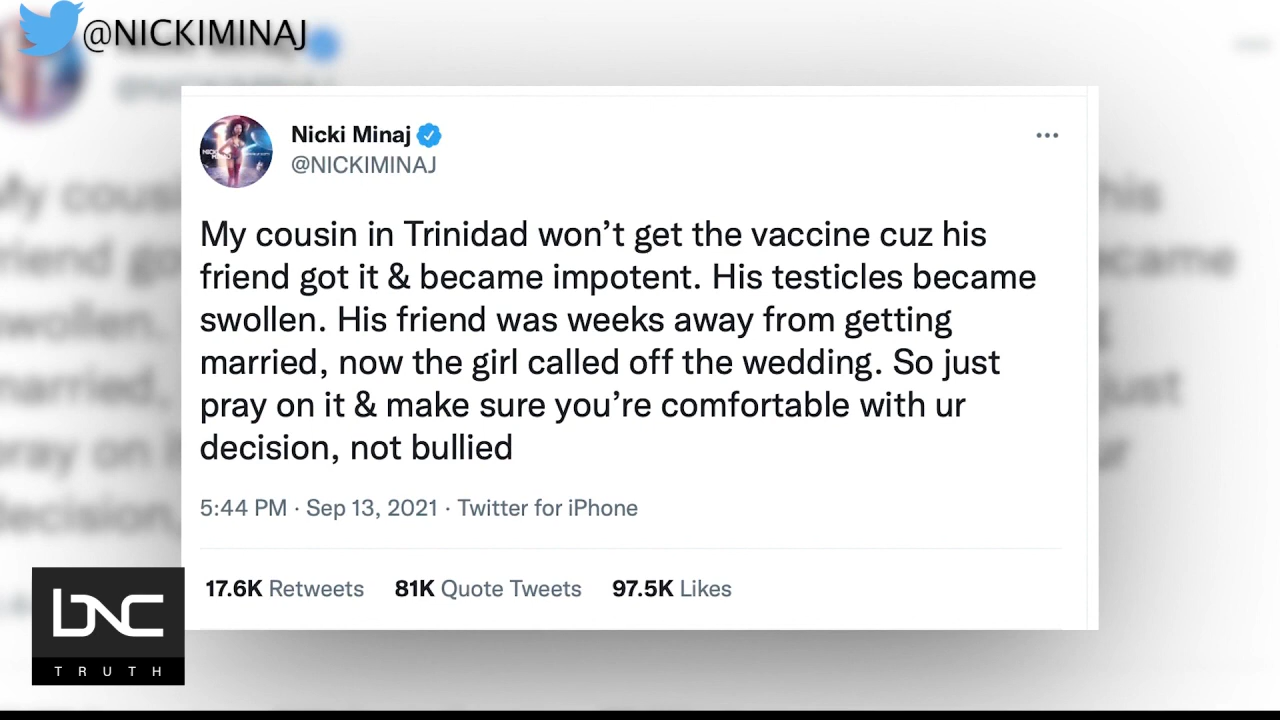 @NICKIMINAJ
Nicki Minaj
@NICKIMINAJ
My cousin in Trinidad won’t get the vaccine cuz his
friend got it & became impotent. His testicles became
swollen. His friend was weeks away from getting
married, now the girl called off the wedding. So just
pray on it & make sure you’re comfortable with ur
decision, not bullied
5:44 PM · Sep 13, 2021 · Twitter for iPhone
17.6K Retweets 81K Quote Tweets 97.5K Likes
BNC
TRUTH